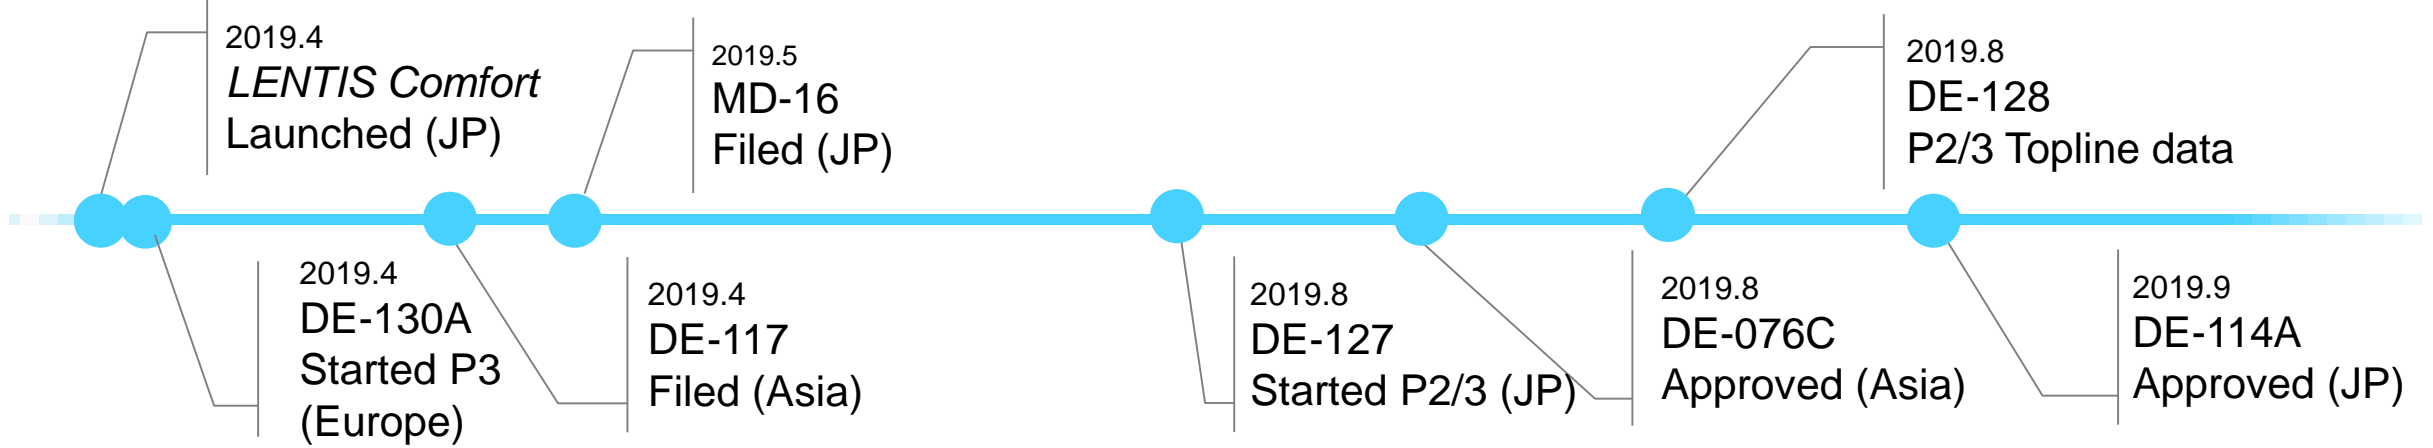 2019.4
LENTIS Comfort
Launched (JP)
2019.5
MD-16
Filed (JP)
2019.8
DE-128
P2/3 Topline data
2019.4
DE-130A
Started P3
(Europe)
2019.4
DE-117
Filed (Asia)
2019.8
DE-127
Started P2/3 (JP)
2019.8
DE-076C
Approved (Asia)
2019.9
DE-114A
Approved (JP)